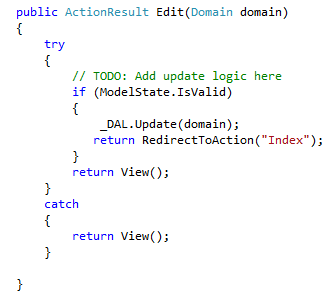 public ActionResult Edit(Domain domain)
{
    try
    {
        // TODO: Add update logic here
        if (ModelState.IsValid)
        {
            _DAL.Update(domain);
           return RedirectToAction("Index");
        }
        return View();
    }
    catch
    {
        return View();
    }
}